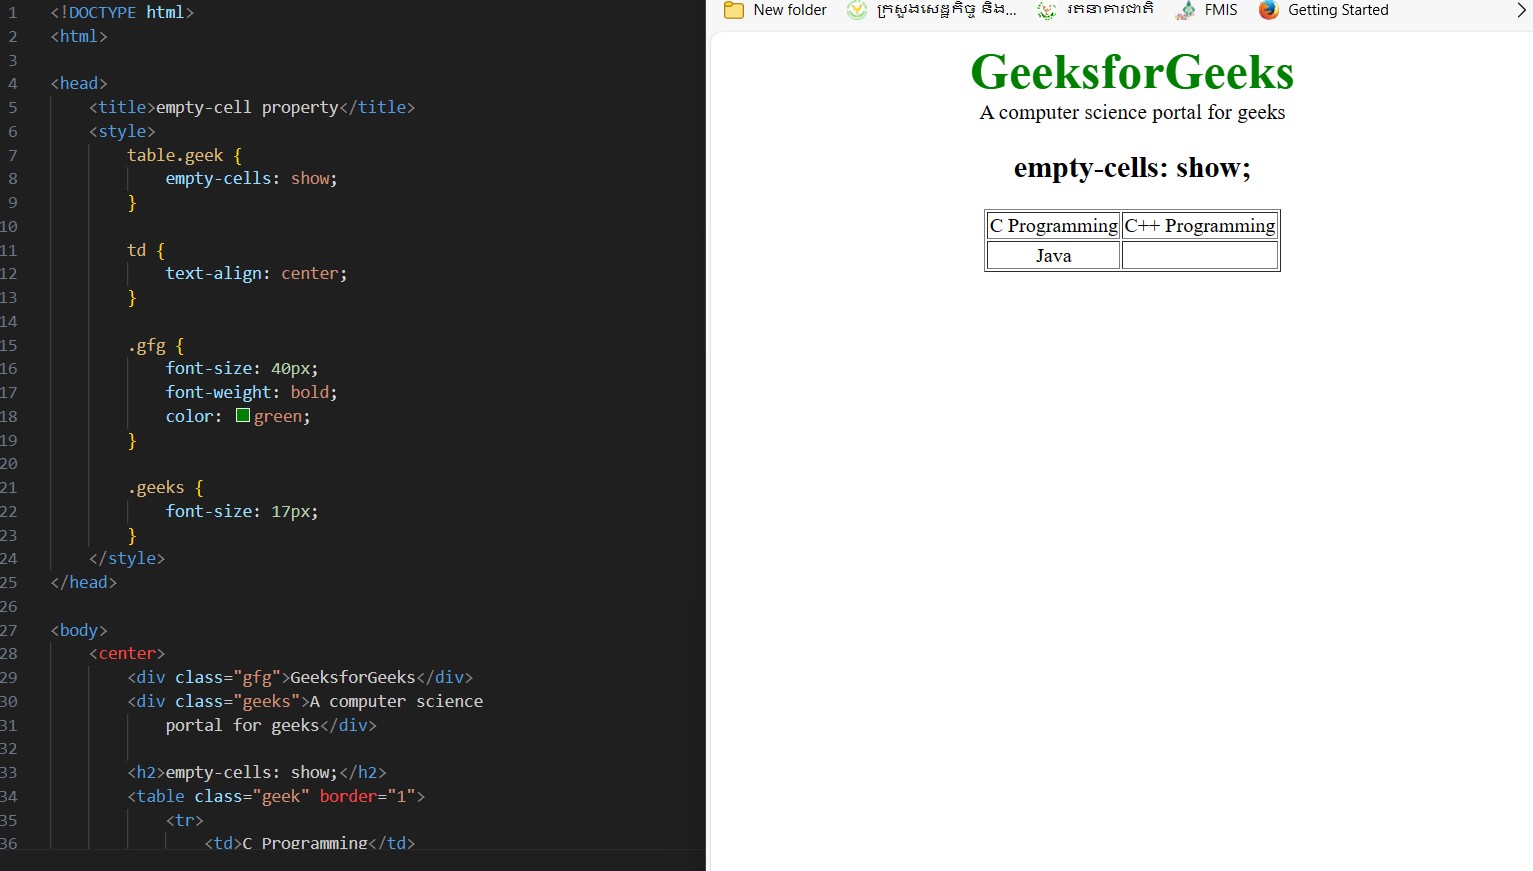 1 <!DOCTYPE html>
2 <html>
3
4 <head>
5 <title>empty-cell property</title>
6 <style>
7 table.geek {
8 empty-cells: show;
9 }
10
11 td {
12 text-align: center;
13 }
14
15 .gfg {
16 font-size: 40px;
17 font-weight: bold;
18 color: green;
19 }
20
21 .geeks {
22 font-size: 17px;
23 }
24 </style>
25 </head>
26
27 <body>
28 <center>
29 <div class="gfg">GeeksforGeeks</div>
30 <div class="geeks">A computer science
31 portal for geeks</div>
32
33 <h2>empty-cells: show;</h2>
34 <table class="geek" border="1">
35 <tr>
36 <td>C Programming</td>
New folder ក្រសួងសេដ្ឋកិច្ច និង... រតនាគារជាតិ FMIS Getting Started
GeeksforGeeks
A computer science portal for geeks
empty-cells: show;
C Programming C++ Programming
Java